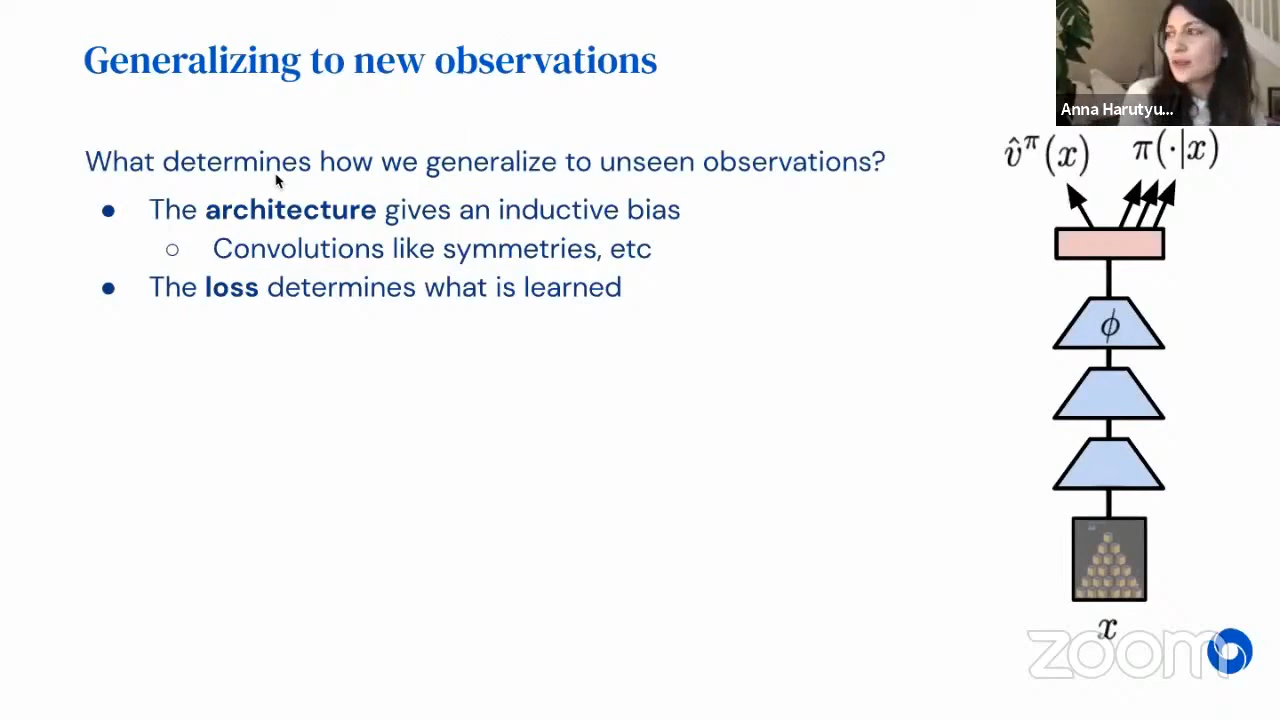 Generalizing to new observations
Anna Harutyu...
What determines how we generalize to unseen observations?
● The architecture gives an inductive bias
○ Convolutions like symmetries, etc
● The loss determines what is learned
v̂^π(x) π(·|x)
ϕ
x
zoom